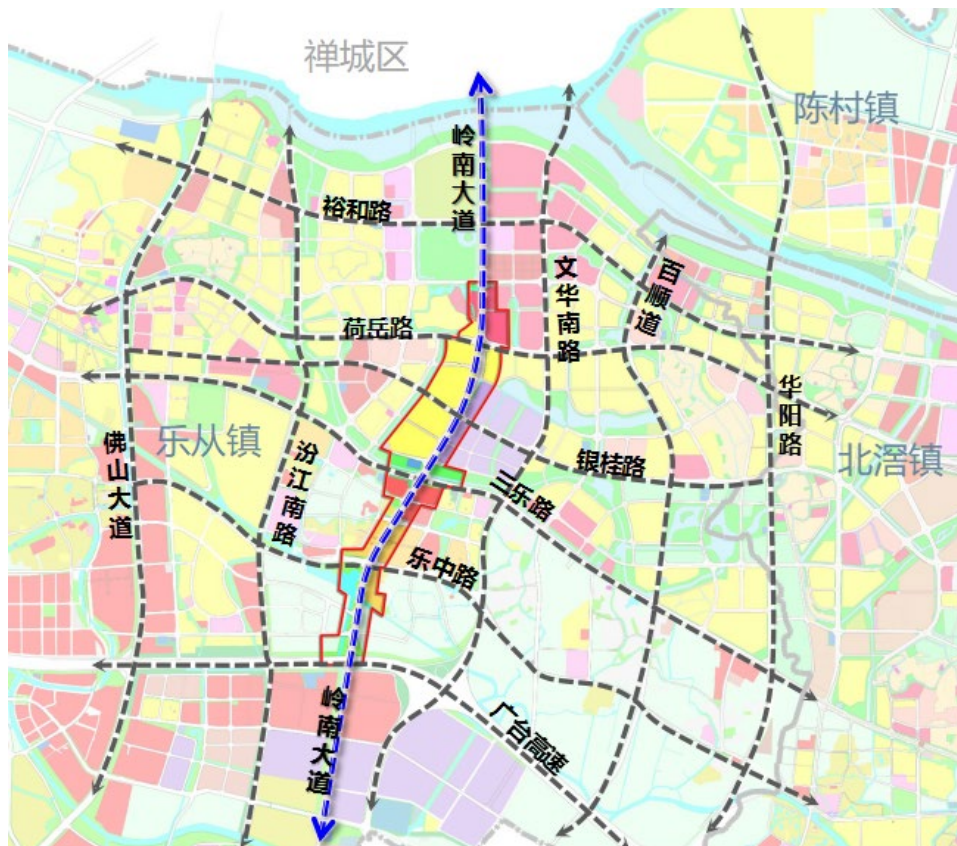 禅城区
陈村镇
岭南大道
裕和路
文华南路
百顺道
荷岳路
华阳路
佛山大道
乐从镇
汾江南路
银桂路
北滘镇
三乐路
乐中路
岭南大道
广台高速